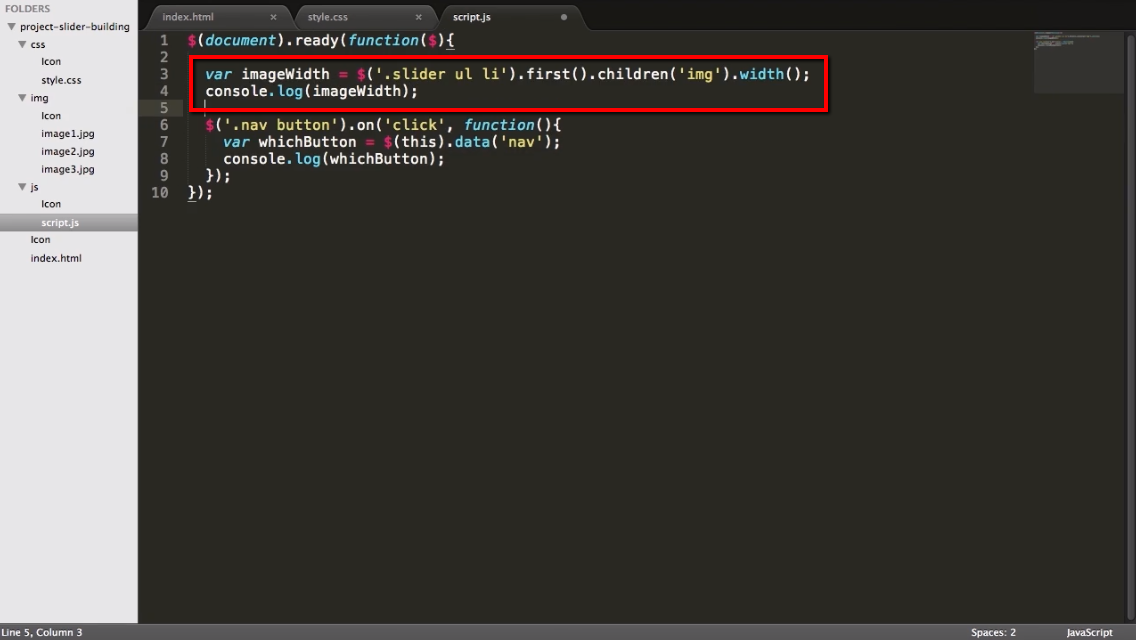 FOLDERS
project-slider-building
css
Icon
style.css
img
Icon
image1.jpg
image2.jpg
image3.jpg
js
Icon
script.js
Icon
index.html
index.html × style.css × script.js
1 $(document).ready(function($){
2
3 var imageWidth = $('.slider ul li').first().children('img').width();
4 console.log(imageWidth);
5
6 $('.nav button').on('click', function(){
7 var whichButton = $(this).data('nav');
8 console.log(whichButton);
9 });
10 });
Line 5, Column 3
Spaces: 2
JavaScript